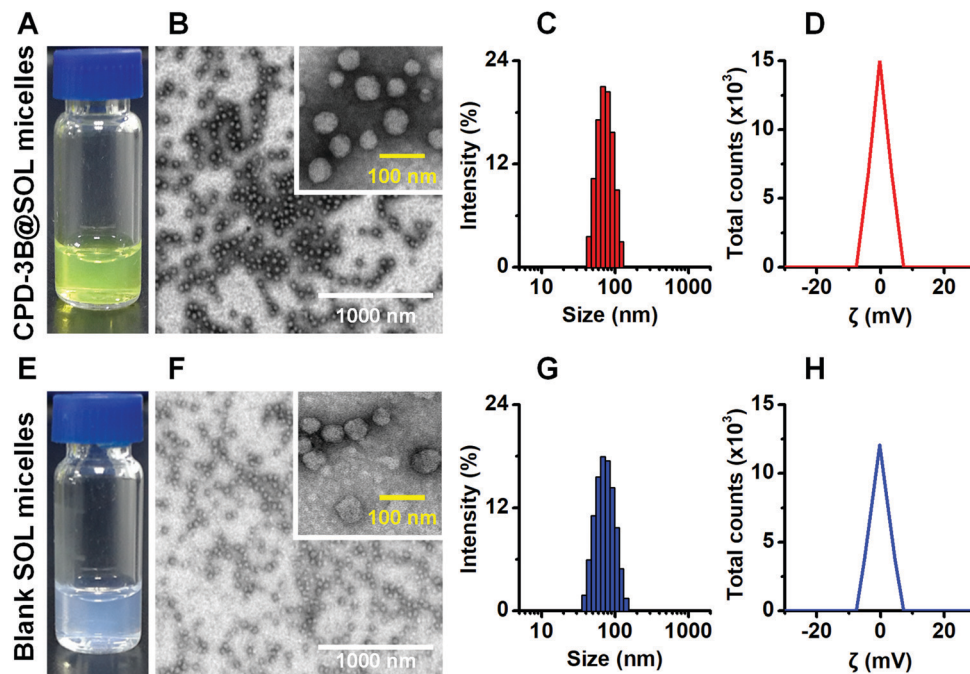 A
B
C
D
CPD-3B@SOL micelles
100 nm
1000 nm
Intensity (%)
24
12
0
10
100
1000
Size (nm)
Total counts (x10³)
15
10
5
0
-20
0
20
ζ (mV)
E
F
G
H
Blank SOL micelles
100 nm
1000 nm
Intensity (%)
24
12
0
10
100
1000
Size (nm)
Total counts (x10³)
15
10
5
0
-20
0
20
ζ (mV)